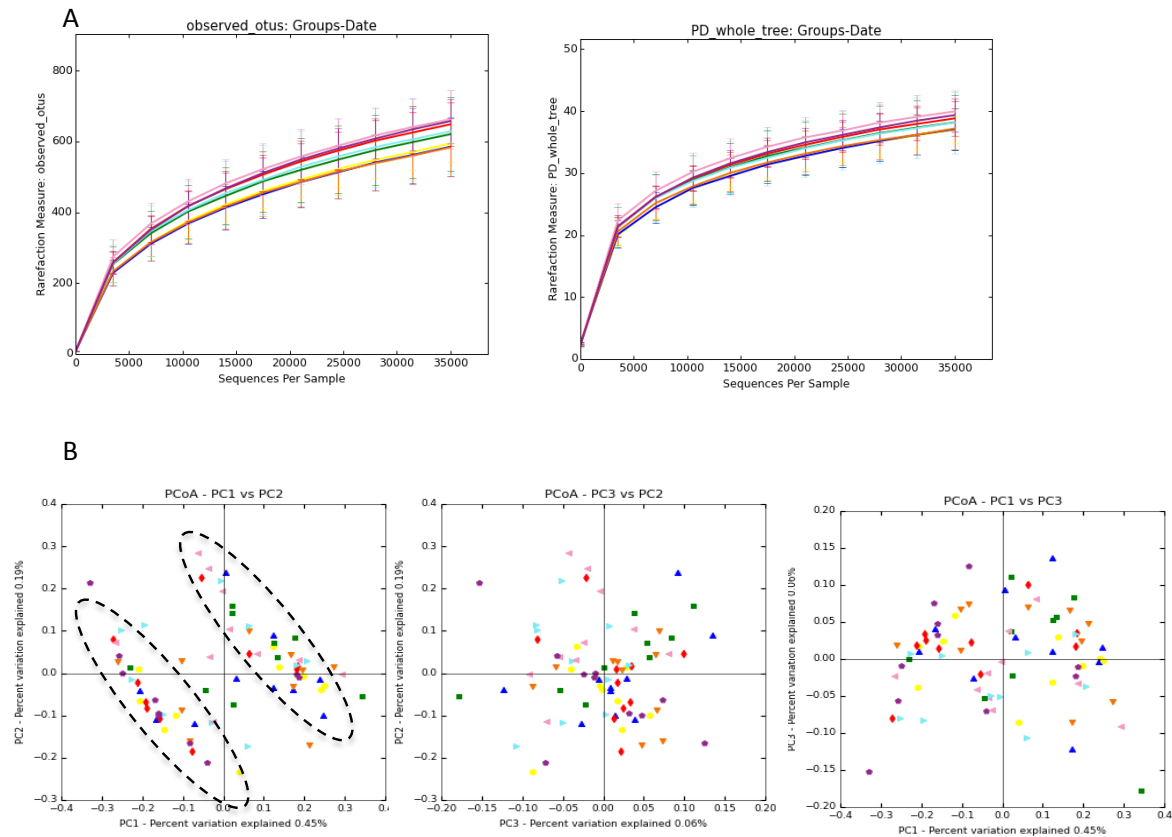 A
observed_otus: Groups-Date
Rarefaction Measure: observed_otus
800
600
400
200
0
0 5000 10000 15000 20000 25000 30000 35000
Sequences Per Sample
PD_whole_tree: Groups-Date
Rarefaction Measure: PD_whole_tree
50
40
30
20
10
0
0 5000 10000 15000 20000 25000 30000 35000
Sequences Per Sample
B
PCoA - PC1 vs PC2
PC2 - Percent variation explained 0.19%
0.4
0.3
0.2
0.1
0.0
−0.1
−0.2
−0.3
−0.4 −0.3 −0.2 −0.1 0.0 0.1 0.2 0.3 0.4
PC1 - Percent variation explained 0.45%
PCoA - PC3 vs PC2
PC2 - Percent variation explained 0.19%
0.4
0.3
0.2
0.1
0.0
−0.1
−0.2
−0.3
−0.20 −0.15 −0.10 −0.05 0.00 0.05 0.10 0.15 0.20
PC3 - Percent variation explained 0.06%
PCoA - PC1 vs PC3
PC3 - Percent variation explained 0.06%
0.20
0.15
0.10
0.05
0.00
−0.05
−0.10
−0.15
−0.20
−0.4 −0.3 −0.2 −0.1 0.0 0.1 0.2 0.3 0.4
PC1 - Percent variation explained 0.45%